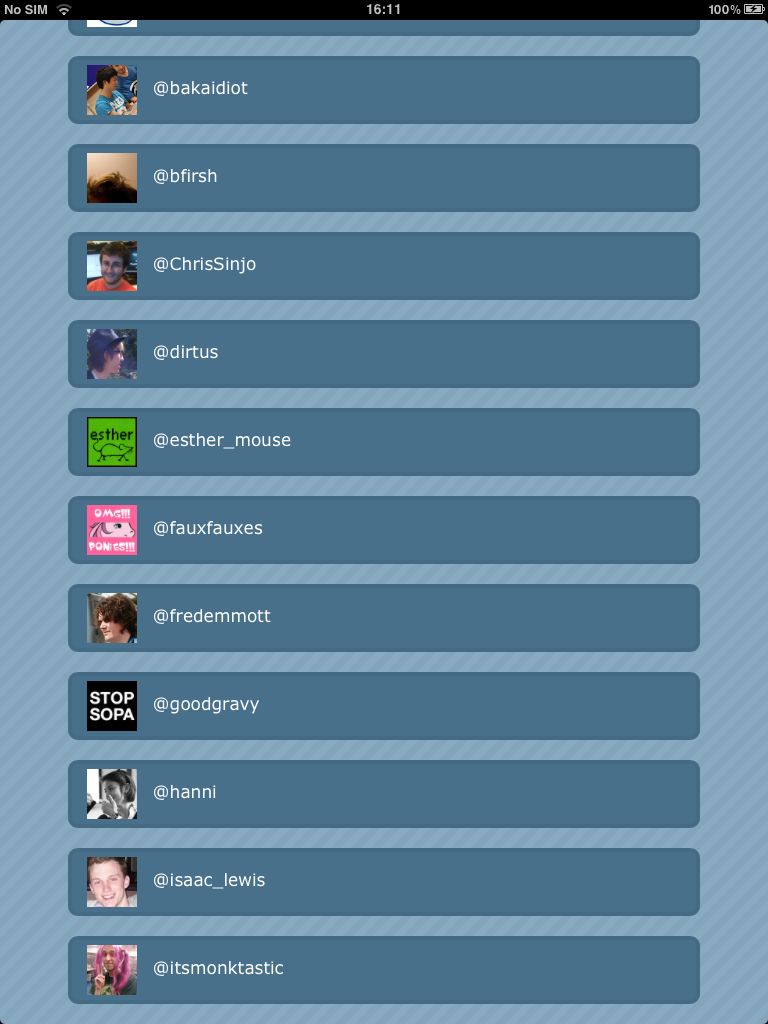 No SIM 16:11 100%
@bakaidiot
@bfirsh
@ChrisSinjo
@dirtus
esther
@esther_mouse
OMG!!!
PONIES!!!
@fauxfauxes
@fredemmott
STOP
SOPA
@goodgravy
@hanni
@isaac_lewis
@itsmonktastic